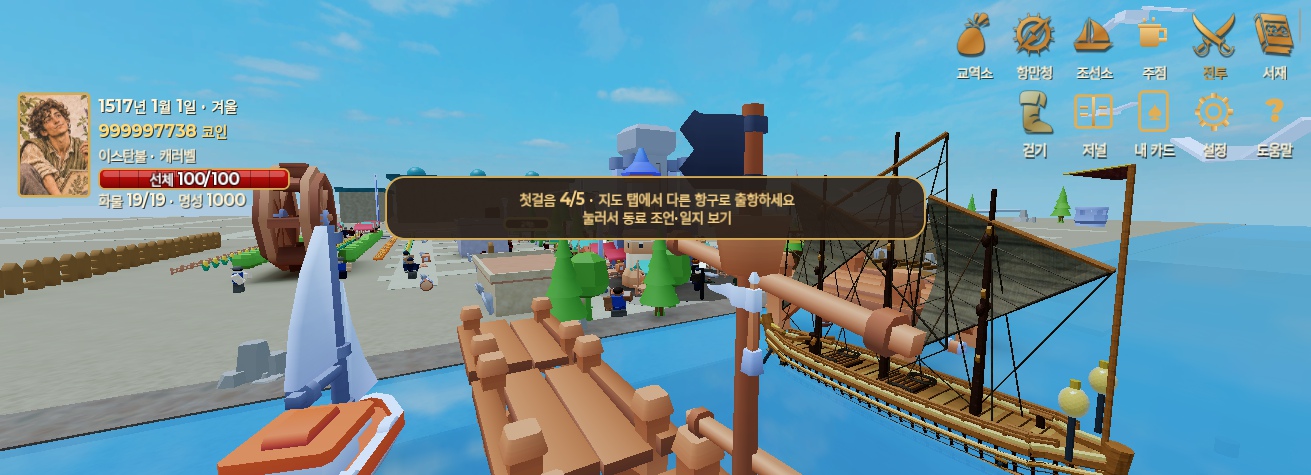 교역소 항만청 조선소 주점 전투 서재
걷기 저널 내 카드 설정 도움말
1517년 1월 1일 · 겨울
999997738 코인
이스탄불 · 캐러벨
선체 100/100
화물 19/19 · 명성 1000
첫걸음 4/5 · 지도 탭에서 다른 항구로 출항하세요
눌러서 동료 조언·일지 보기